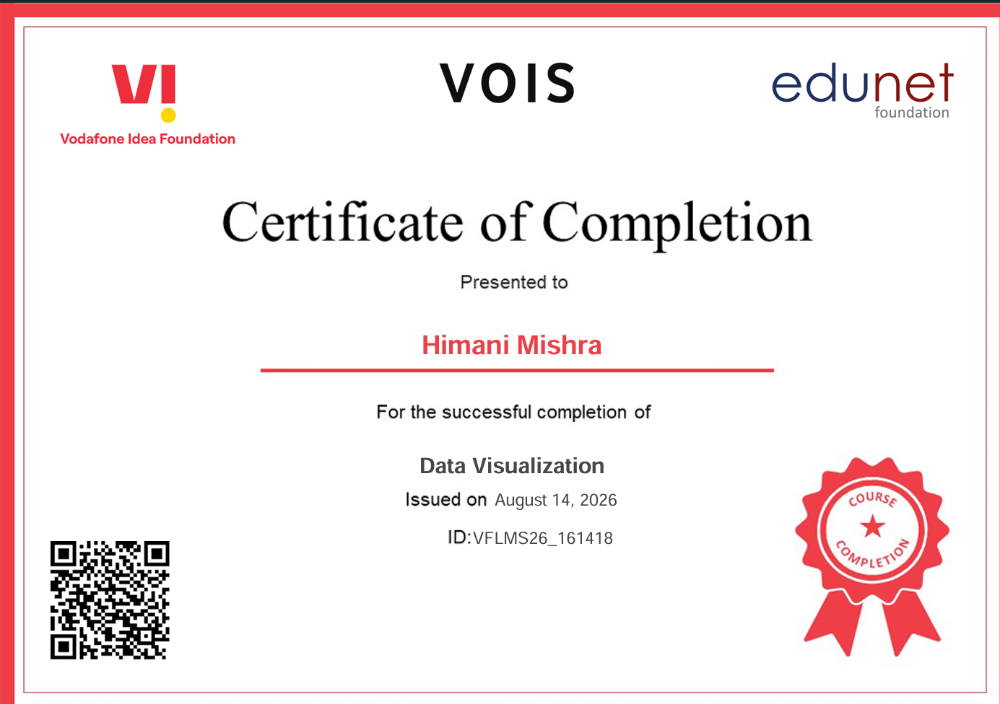 VI
Vodafone Idea Foundation
VOIS
edunet
foundation
Certificate of Completion
Presented to
Himani Mishra
For the successful completion of
Data Visualization
Issued on August 14, 2026
ID:VFLMS26_161418
COURSE
COMPLETION